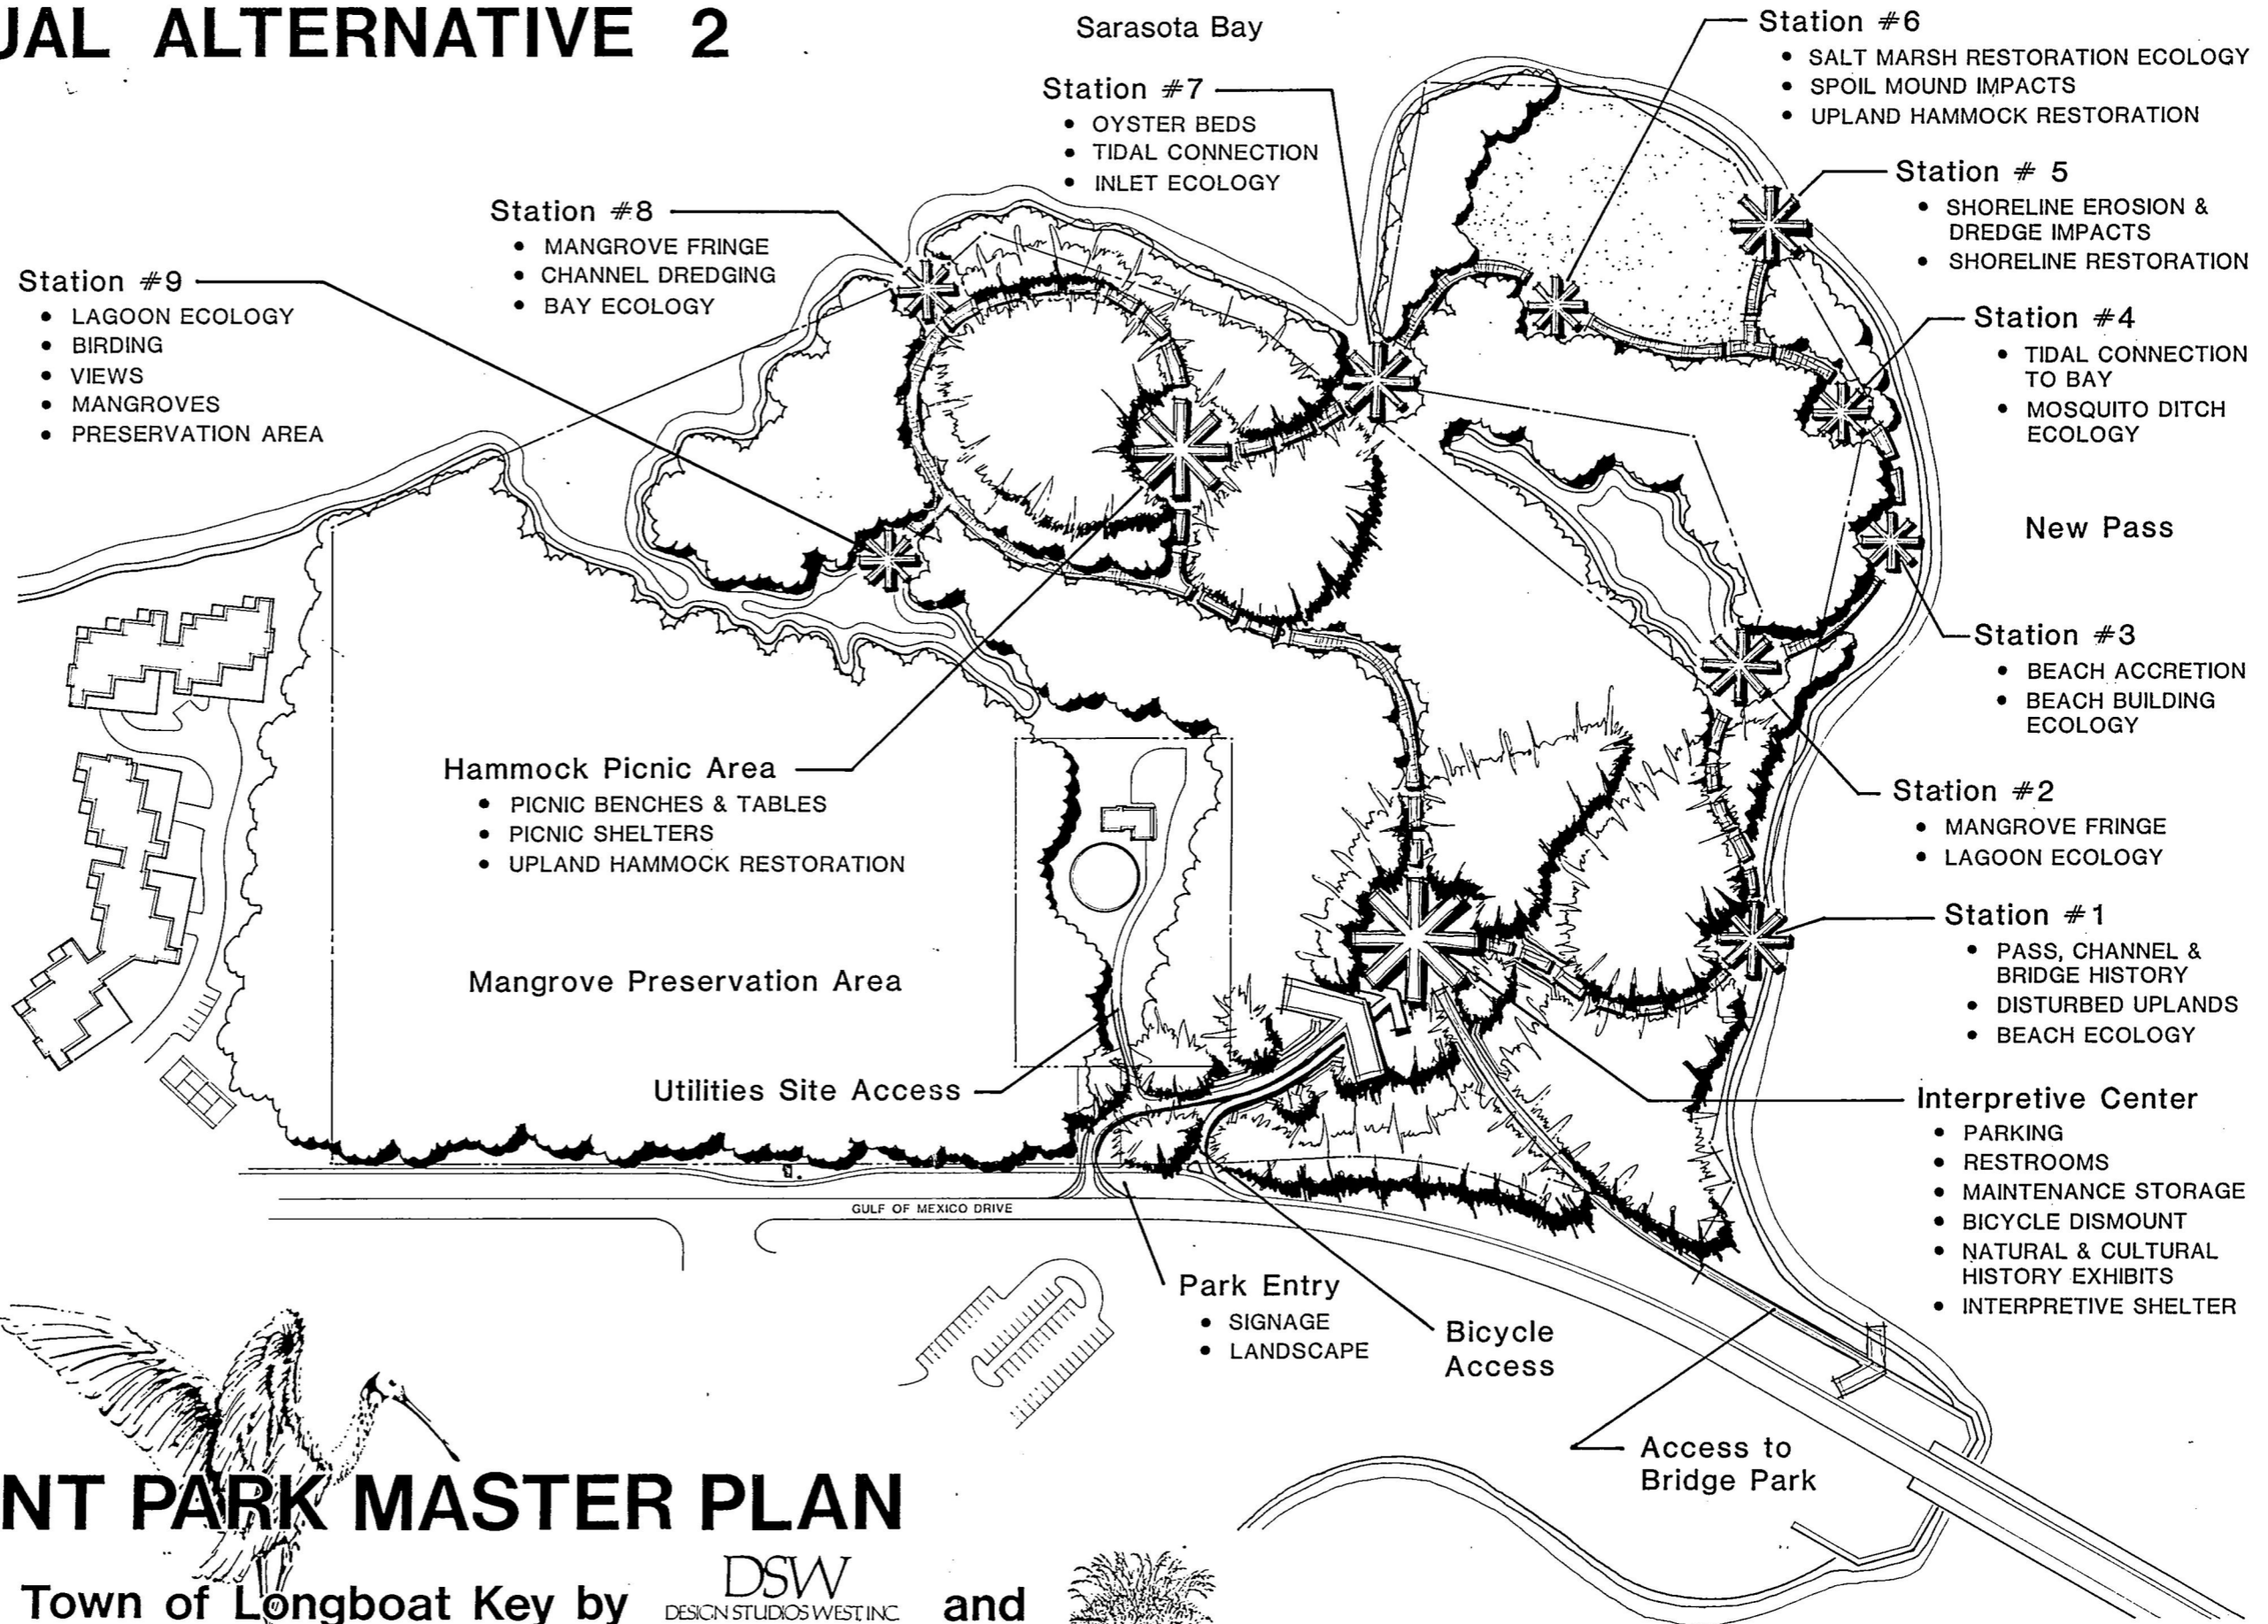 UAL ALTERNATIVE 2
Sarasota Bay
Station #6
• SALT MARSH RESTORATION ECOLOGY
• SPOIL MOUND IMPACTS
• UPLAND HAMMOCK RESTORATION
Station #7
• OYSTER BEDS
• TIDAL CONNECTION
• INLET ECOLOGY
Station # 5
• SHORELINE EROSION &
DREDGE IMPACTS
• SHORELINE RESTORATION
Station #8
• MANGROVE FRINGE
• CHANNEL DREDGING
• BAY ECOLOGY
Station #9
• LAGOON ECOLOGY
• BIRDING
• VIEWS
• MANGROVES
• PRESERVATION AREA
Station #4
• TIDAL CONNECTION
TO BAY
• MOSQUITO DITCH
ECOLOGY
New Pass
Station #3
• BEACH ACCRETION
• BEACH BUILDING
ECOLOGY
Hammock Picnic Area
• PICNIC BENCHES & TABLES
• PICNIC SHELTERS
• UPLAND HAMMOCK RESTORATION
Station #2
• MANGROVE FRINGE
• LAGOON ECOLOGY
Station #1
• PASS, CHANNEL &
BRIDGE HISTORY
• DISTURBED UPLANDS
• BEACH ECOLOGY
Mangrove Preservation Area
Utilities Site Access
Interpretive Center
• PARKING
• RESTROOMS
• MAINTENANCE STORAGE
• BICYCLE DISMOUNT
• NATURAL & CULTURAL
HISTORY EXHIBITS
• INTERPRETIVE SHELTER
GULF OF MEXICO DRIVE
Park Entry
• SIGNAGE
• LANDSCAPE
Bicycle
Access
Access to
Bridge Park
NT PARK MASTER PLAN
Town of Longboat Key by DSW and
DESIGN STUDIOS WEST INC